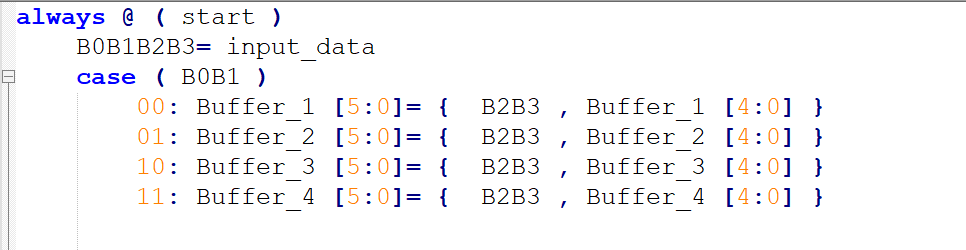 always @ ( start )
B0B1B2B3= input_data
case ( B0B1 )
00: Buffer_1 [5:0]= { B2B3 , Buffer_1 [4:0] }
01: Buffer_2 [5:0]= { B2B3 , Buffer_2 [4:0] }
10: Buffer_3 [5:0]= { B2B3 , Buffer_3 [4:0] }
11: Buffer_4 [5:0]= { B2B3 , Buffer_4 [4:0] }